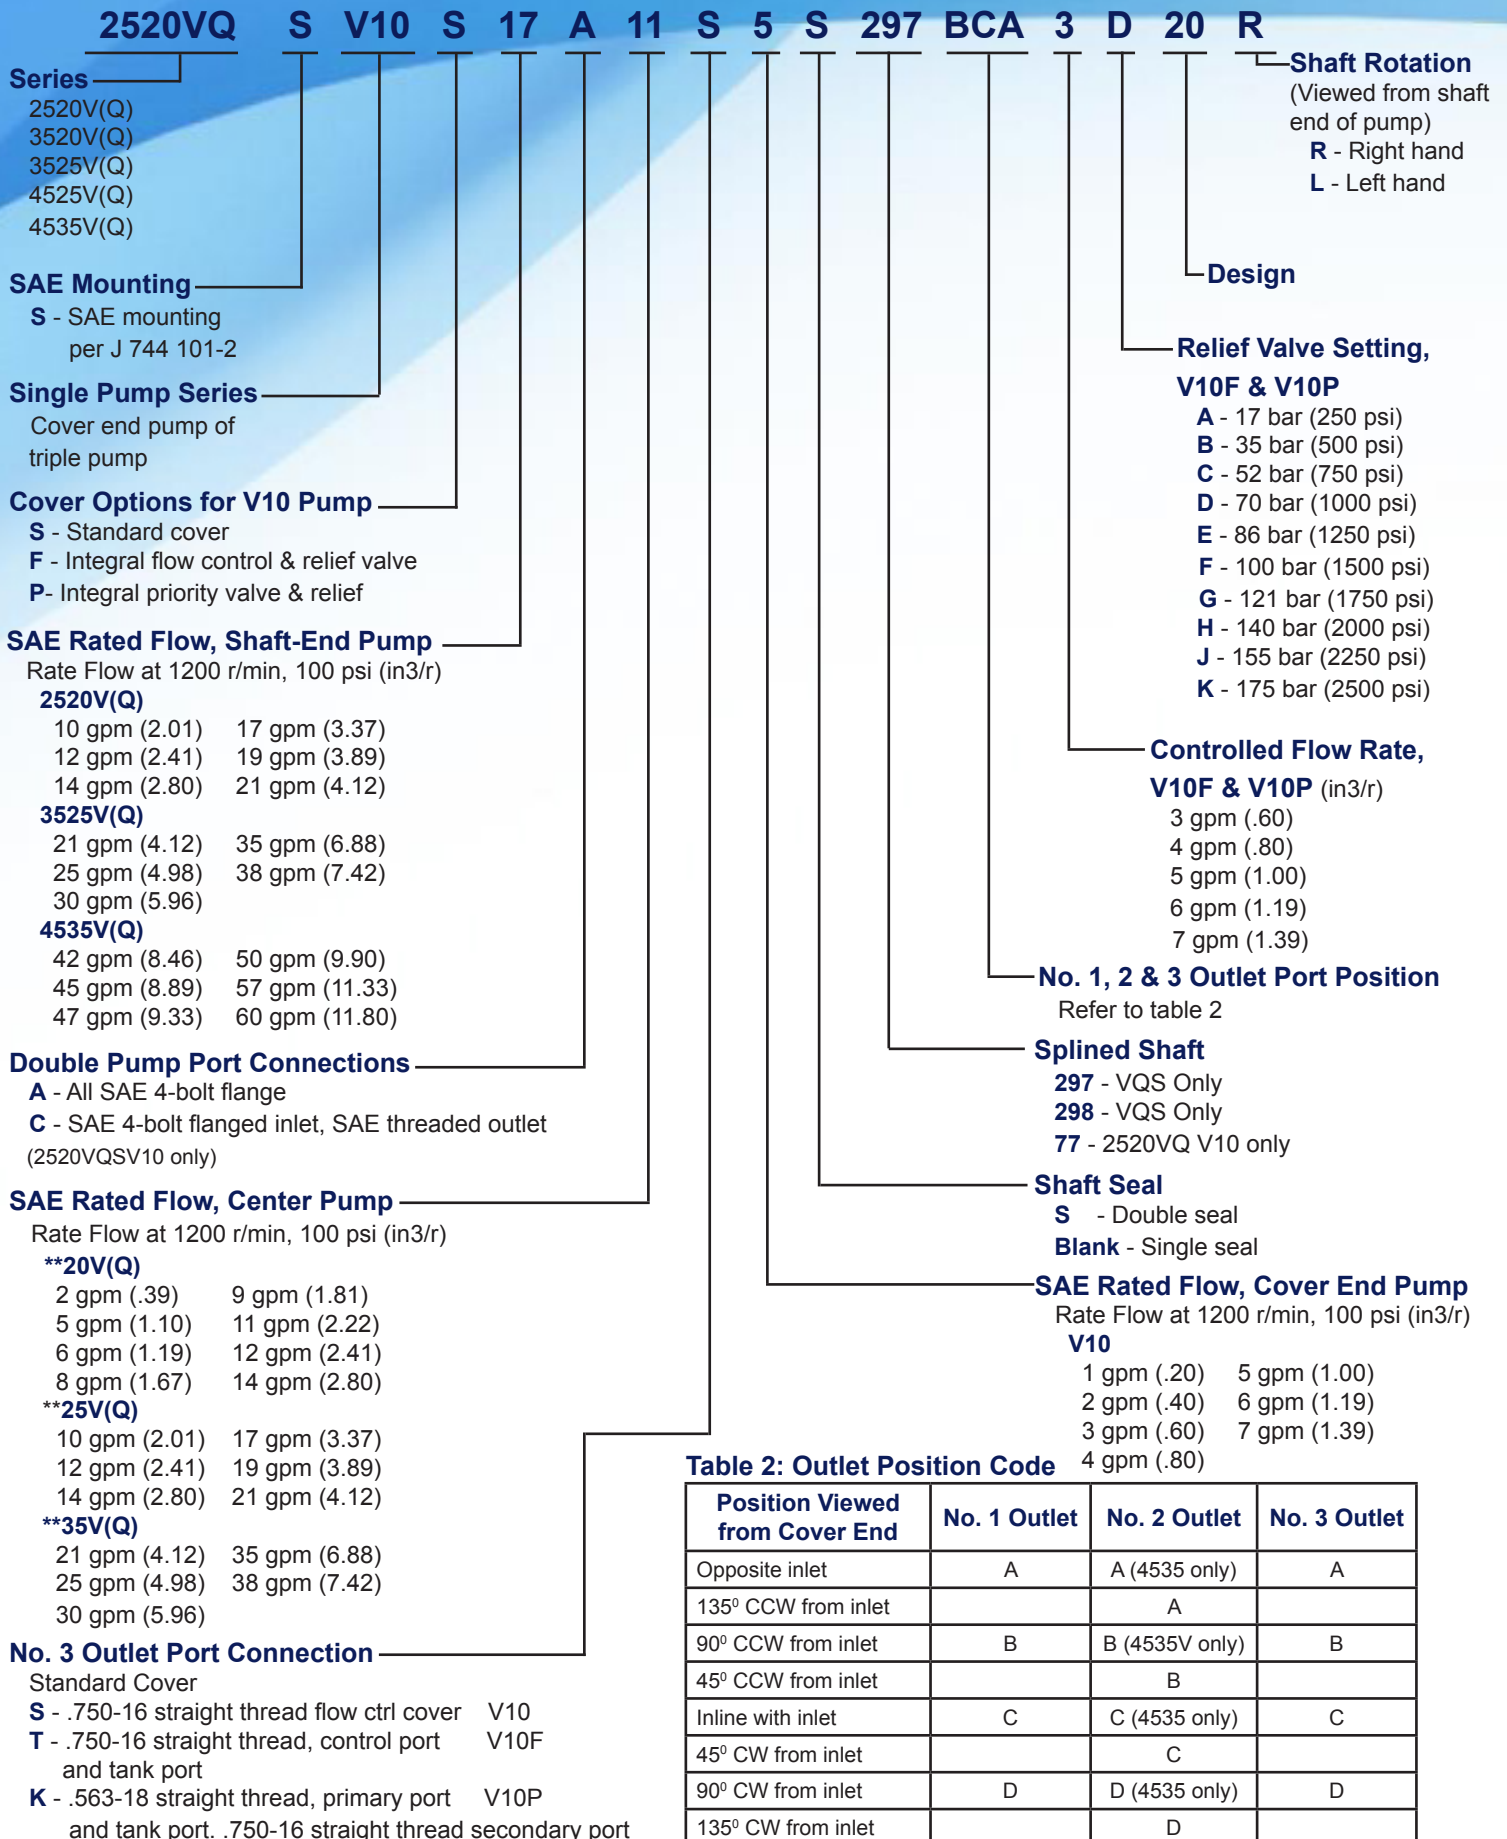 2520VQ S V10 S 17 A 11 S 5 S 297 BCA 3 D 20 R
Series
2520V(Q)
3520V(Q)
3525V(Q)
4525V(Q)
4535V(Q)
SAE Mounting
S - SAE mounting
per J 744 101-2
Single Pump Series
Cover end pump of
triple pump
Cover Options for V10 Pump
S - Standard cover
F - Integral flow control & relief valve
P- Integral priority valve & relief
SAE Rated Flow, Shaft-End Pump
Rate Flow at 1200 r/min, 100 psi (in3/r)
2520V(Q)
10 gpm (2.01) 17 gpm (3.37)
12 gpm (2.41) 19 gpm (3.89)
14 gpm (2.80) 21 gpm (4.12)
3525V(Q)
21 gpm (4.12) 35 gpm (6.88)
25 gpm (4.98) 38 gpm (7.42)
30 gpm (5.96)
4535V(Q)
42 gpm (8.46) 50 gpm (9.90)
45 gpm (8.89) 57 gpm (11.33)
47 gpm (9.33) 60 gpm (11.80)
Double Pump Port Connections
A - All SAE 4-bolt flange
C - SAE 4-bolt flanged inlet, SAE threaded outlet
(2520VQSV10 only)
SAE Rated Flow, Center Pump
Rate Flow at 1200 r/min, 100 psi (in3/r)
**20V(Q)
2 gpm (.39) 9 gpm (1.81)
5 gpm (1.10) 11 gpm (2.22)
6 gpm (1.19) 12 gpm (2.41)
8 gpm (1.67) 14 gpm (2.80)
**25V(Q)
10 gpm (2.01) 17 gpm (3.37)
12 gpm (2.41) 19 gpm (3.89)
14 gpm (2.80) 21 gpm (4.12)
**35V(Q)
21 gpm (4.12) 35 gpm (6.88)
25 gpm (4.98) 38 gpm (7.42)
30 gpm (5.96)
No. 3 Outlet Port Connection
Standard Cover
S - .750-16 straight thread flow ctrl cover V10
T - .750-16 straight thread, control port V10F
and tank port
K - .563-18 straight thread, primary port V10P
and tank port. .750-16 straight thread secondary port
Shaft Rotation
(Viewed from shaft
end of pump)
R - Right hand
L - Left hand
Design
Relief Valve Setting,
V10F & V10P
A - 17 bar (250 psi)
B - 35 bar (500 psi)
C - 52 bar (750 psi)
D - 70 bar (1000 psi)
E - 86 bar (1250 psi)
F - 100 bar (1500 psi)
G - 121 bar (1750 psi)
H - 140 bar (2000 psi)
J - 155 bar (2250 psi)
K - 175 bar (2500 psi)
Controlled Flow Rate,
V10F & V10P (in3/r)
3 gpm (.60)
4 gpm (.80)
5 gpm (1.00)
6 gpm (1.19)
7 gpm (1.39)
No. 1, 2 & 3 Outlet Port Position
Refer to table 2
Splined Shaft
297 - VQS Only
298 - VQS Only
77 - 2520VQ V10 only
Shaft Seal
S - Double seal
Blank - Single seal
SAE Rated Flow, Cover End Pump
Rate Flow at 1200 r/min, 100 psi (in3/r)
V10
1 gpm (.20) 5 gpm (1.00)
2 gpm (.40) 6 gpm (1.19)
3 gpm (.60) 7 gpm (1.39)
4 gpm (.80)
Table 2: Outlet Position Code
Position Viewed from Cover End No. 1 Outlet No. 2 Outlet No. 3 Outlet
Opposite inlet A A (4535 only) A
135⁰ CCW from inlet A
90⁰ CCW from inlet B B (4535V only) B
45⁰ CCW from inlet B
Inline with inlet C C (4535 only) C
45⁰ CW from inlet C
90⁰ CW from inlet D D (4535 only) D
135⁰ CW from inlet D